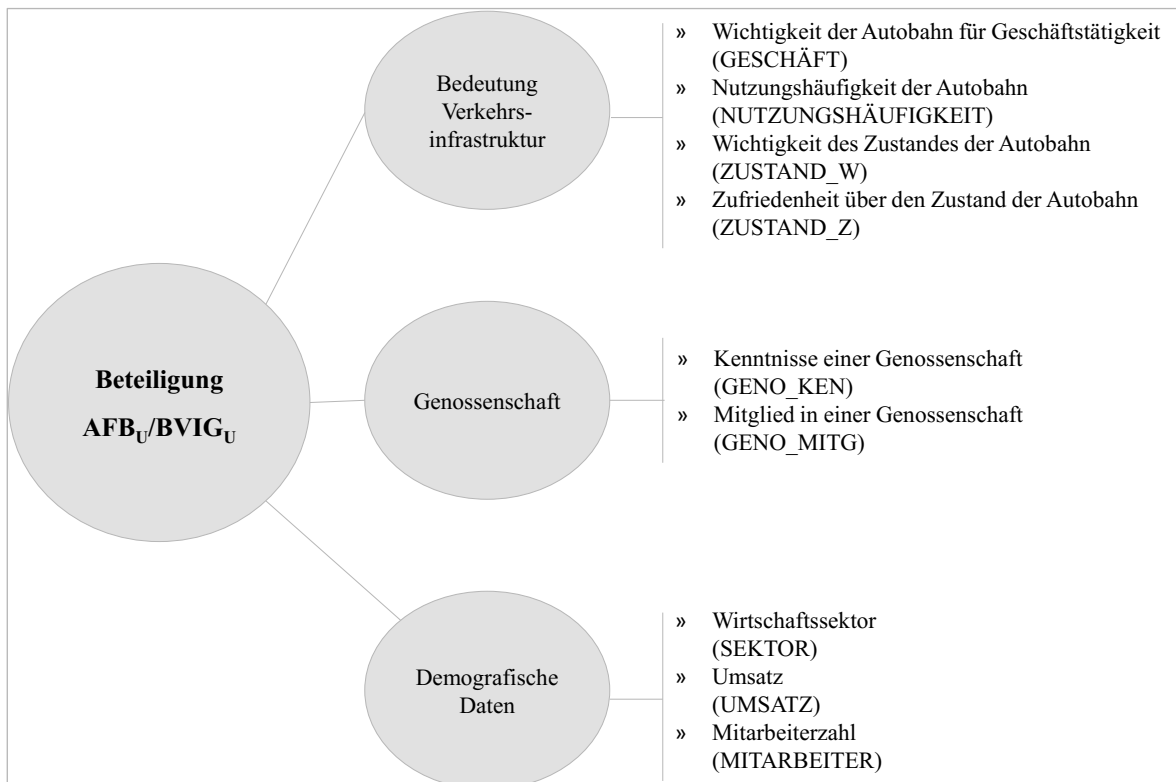 Beteiligung
AFBU/BVIGU
Bedeutung
Verkehrs-
infrastruktur
» Wichtigkeit der Autobahn für Geschäftstätigkeit
(GESCHÄFT)
» Nutzungshäufigkeit der Autobahn
(NUTZUNGSHÄUFIGKEIT)
» Wichtigkeit des Zustandes der Autobahn
(ZUSTAND_W)
» Zufriedenheit über den Zustand der Autobahn
(ZUSTAND_Z)
Genossenschaft
» Kenntnisse einer Genossenschaft
(GENO_KEN)
» Mitglied in einer Genossenschaft
(GENO_MITG)
Demografische
Daten
» Wirtschaftssektor
(SEKTOR)
» Umsatz
(UMSATZ)
» Mitarbeiterzahl
(MITARBEITER)